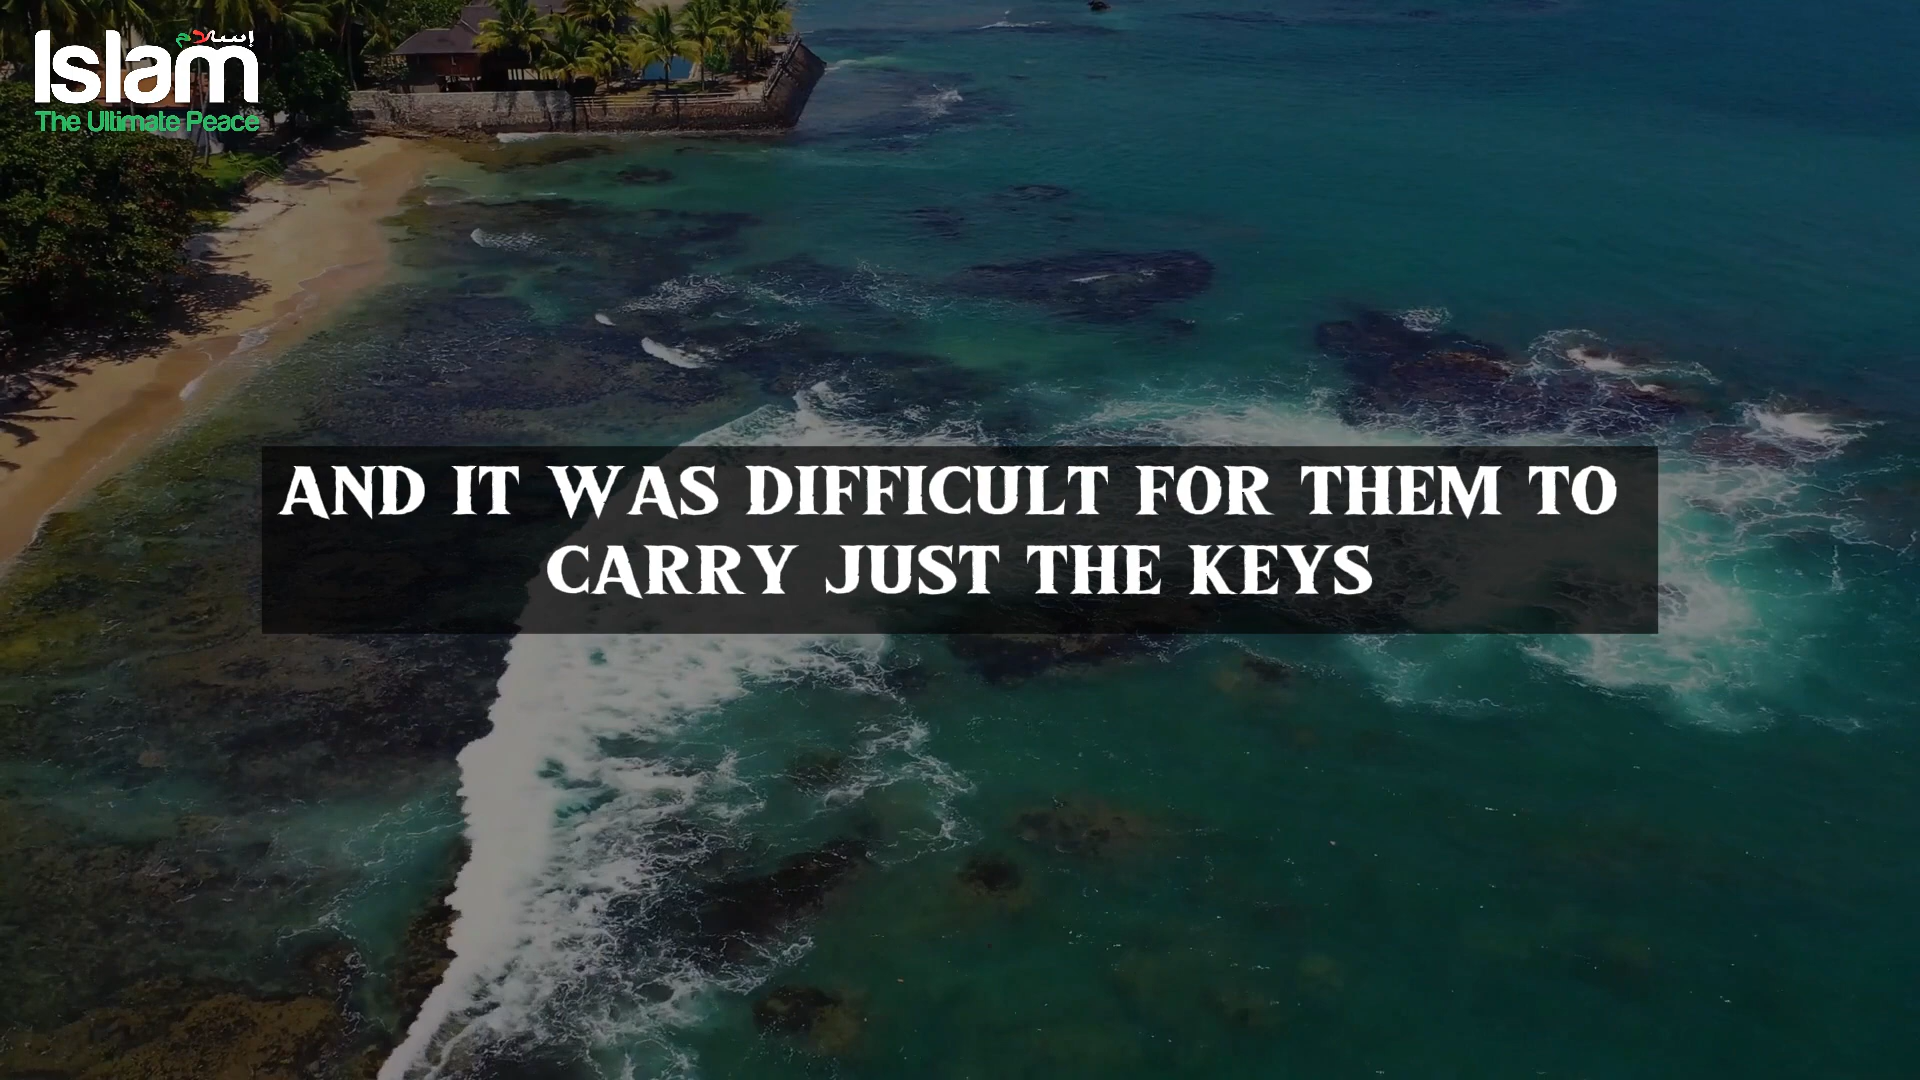 إسلام
Islam
The Ultimate Peace
AND IT WAS DIFFICULT FOR THEM TO
CARRY JUST THE KEYS